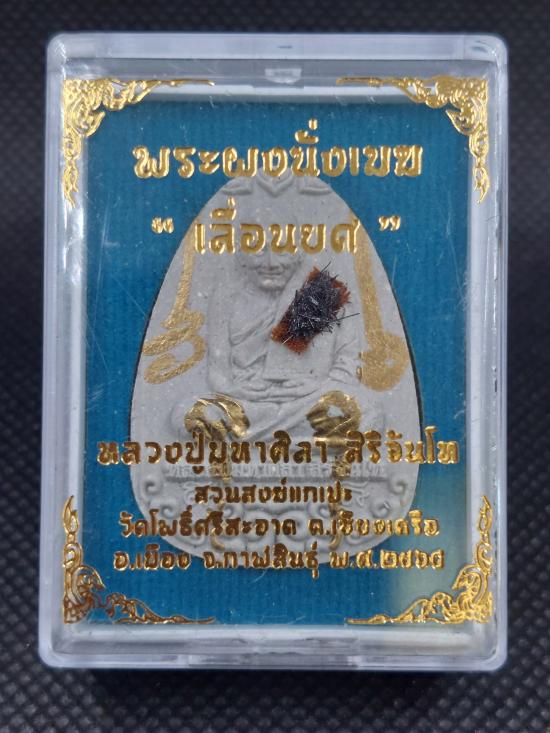 พระผงนั่งเมฆ
“ เลื่อนยศ ”
หลวงปู่มหาศิลา สิริจันโท
สวนสงฆ์แกเปะ
วัดโพธิ์ศรีสะอาด ต.เชียงเครือ
อ.เมือง จ.กาฬสินธุ์ พ.ศ.๒๕๖๔